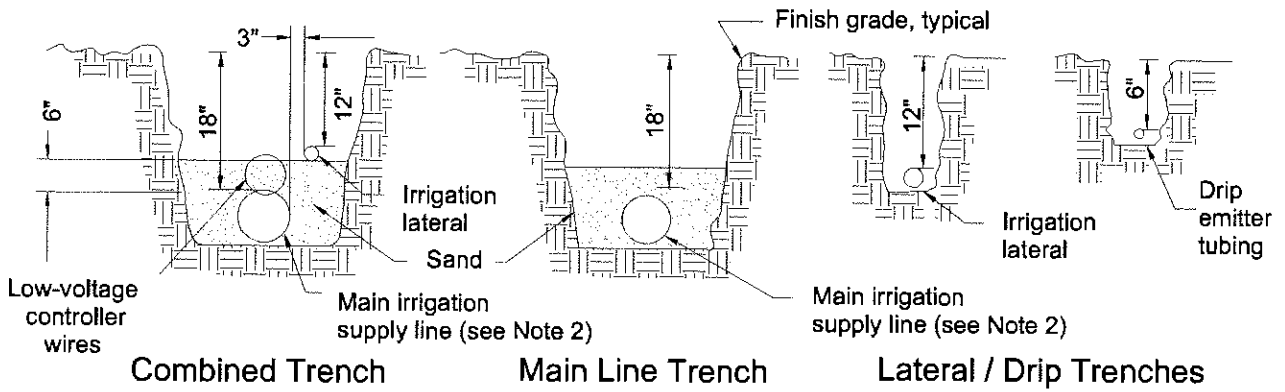 Finish grade, typical
3"
6"
18"
12"
18"
12"
6"
Irrigation
lateral
Sand
Irrigation
lateral
Drip
emitter
tubing
Low-voltage
controller
wires
Main irrigation
supply line (see Note 2)
Main irrigation
supply line (see Note 2)
Combined Trench
Main Line Trench
Lateral / Drip Trenches